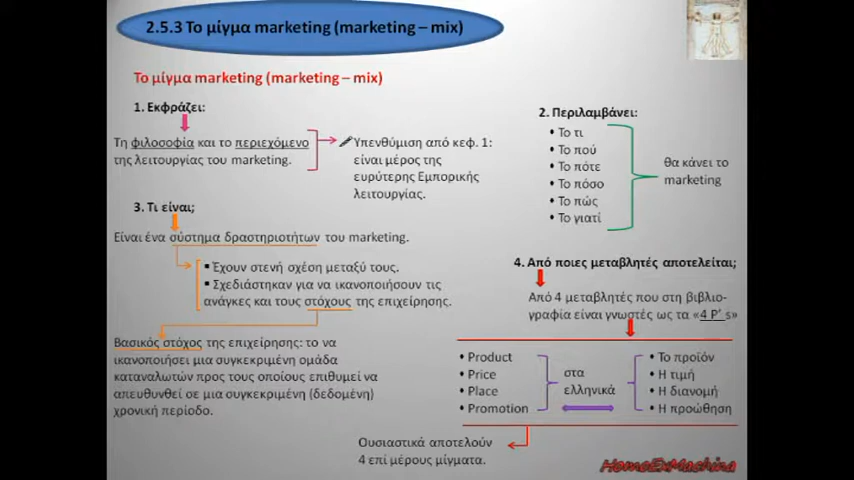 2.5.3 Το μίγμα marketing (marketing – mix)
Το μίγμα marketing (marketing – mix)
1. Εκφράζει:
Τη φιλοσοφία και το περιεχόμενο
της λειτουργίας του marketing.
Υπενθύμιση από κεφ. 1:
είναι μέρος της
ευρύτερης Εμπορικής
λειτουργίας.
2. Περιλαμβάνει:
• Το τι
• Το πού
• Το πότε
• Το πόσο
• Το πώς
• Το γιατί
θα κάνει το
marketing
3. Τι είναι;
Είναι ένα σύστημα δραστηριοτήτων του marketing.
▪ Έχουν στενή σχέση μεταξύ τους.
▪ Σχεδιάστηκαν για να ικανοποιήσουν τις
ανάγκες και τους στόχους της επιχείρησης.
Βασικός στόχος της επιχείρησης: το να
ικανοποιήσει μια συγκεκριμένη ομάδα
καταναλωτών προς τους οποίους επιθυμεί να
απευθυνθεί σε μια συγκεκριμένη (δεδομένη)
χρονική περίοδο.
4. Από ποιες μεταβλητές αποτελείται;
Από 4 μεταβλητές που στη βιβλιο-
γραφία είναι γνωστές ως τα «4 P' s»
• Product
• Price
• Place
• Promotion
στα
ελληνικά
• Το προϊόν
• Η τιμή
• Η διανομή
• Η προώθηση
Ουσιαστικά αποτελούν
4 επί μέρους μίγματα.
HomoExMachina